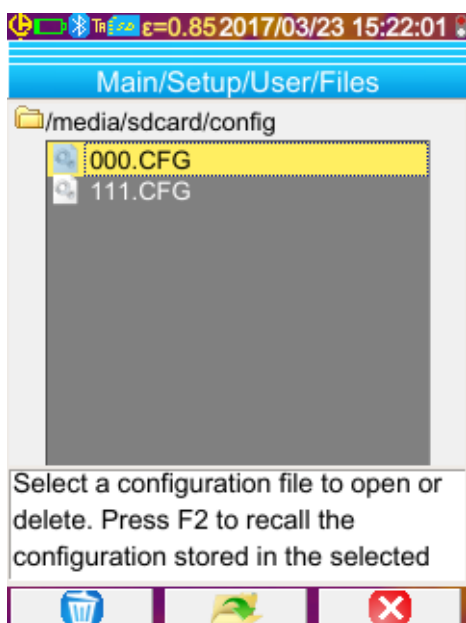 ε=0.85 2017/03/23 15:22:01
Main/Setup/User/Files
/media/sdcard/config
000.CFG
111.CFG
Select a configuration file to open or
delete. Press F2 to recall the
configuration stored in the selected